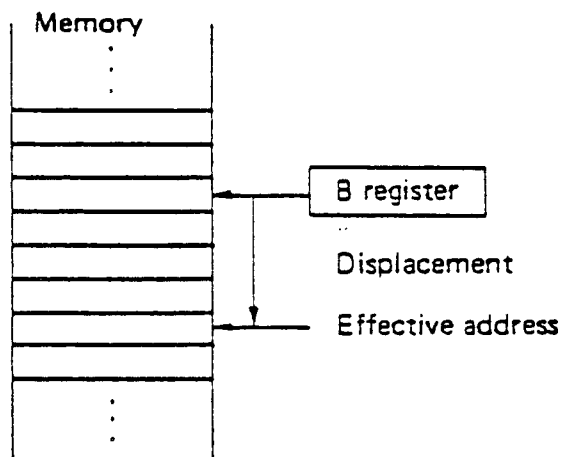 Memory
B register
Displacement
Effective address